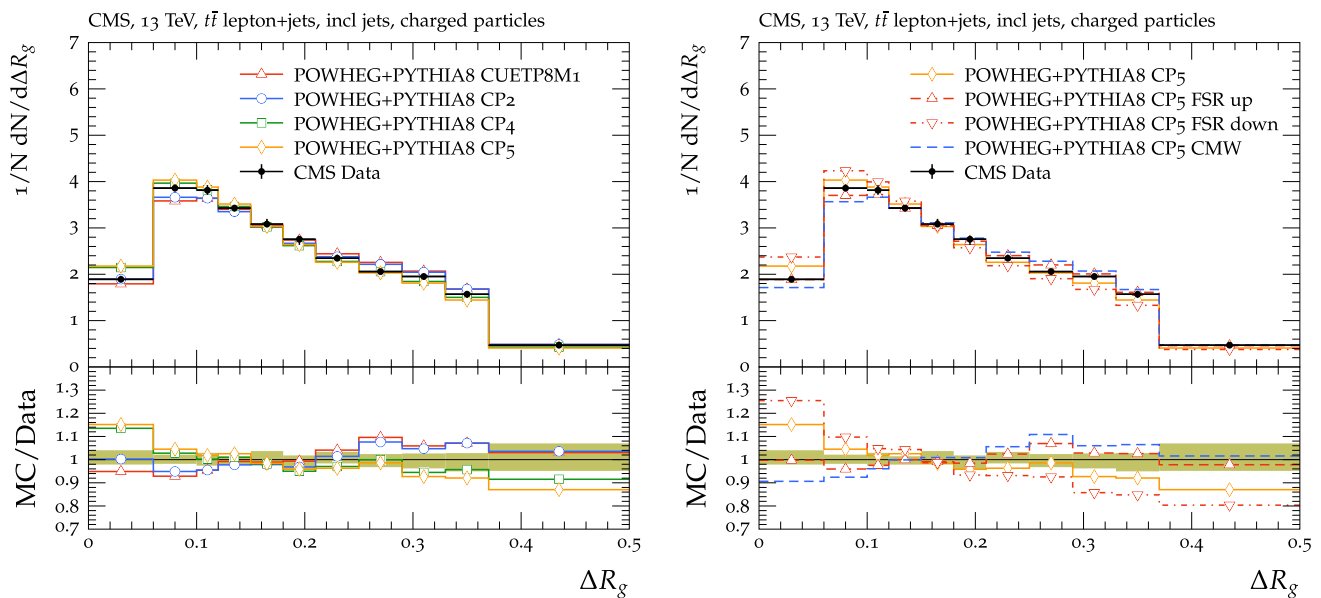 CMS, 13 TeV, tt̄ lepton+jets, incl jets, charged particles
1/N dN/dΔR_g
7
6
5
4
3
2
1
0
POWHEG+PYTHIA8 CUETP8M1
POWHEG+PYTHIA8 CP2
POWHEG+PYTHIA8 CP4
POWHEG+PYTHIA8 CP5
CMS Data
MC/Data
1.3
1.2
1.1
1
0.9
0.8
0.7
0 0.1 0.2 0.3 0.4 0.5
ΔR_g
CMS, 13 TeV, tt̄ lepton+jets, incl jets, charged particles
1/N dN/dΔR_g
7
6
5
4
3
2
1
0
POWHEG+PYTHIA8 CP5
POWHEG+PYTHIA8 CP5 FSR up
POWHEG+PYTHIA8 CP5 FSR down
POWHEG+PYTHIA8 CP5 CMW
CMS Data
MC/Data
1.3
1.2
1.1
1
0.9
0.8
0.7
0 0.1 0.2 0.3 0.4 0.5
ΔR_g